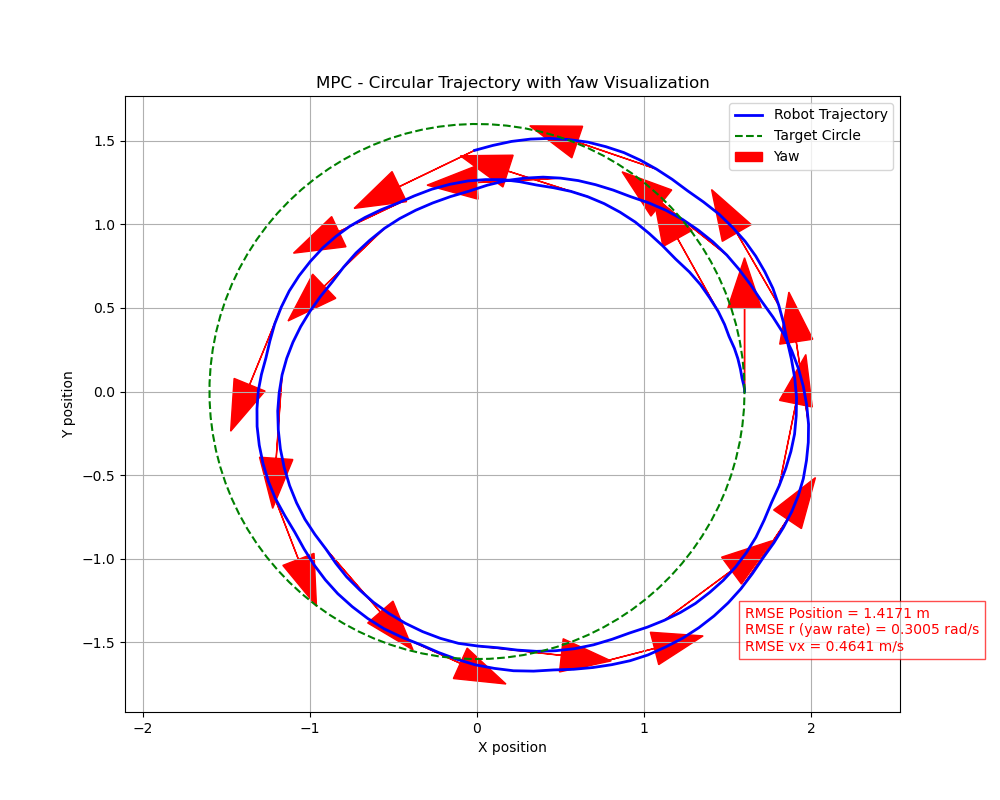 MPC - Circular Trajectory with Yaw Visualization
Robot Trajectory
Target Circle
Yaw
1.5
1.0
0.5
0.0
−0.5
−1.0
−1.5
Y position
RMSE Position = 1.4171 m
RMSE r (yaw rate) = 0.3005 rad/s
RMSE vx = 0.4641 m/s
−2
−1
0
1
2
X position